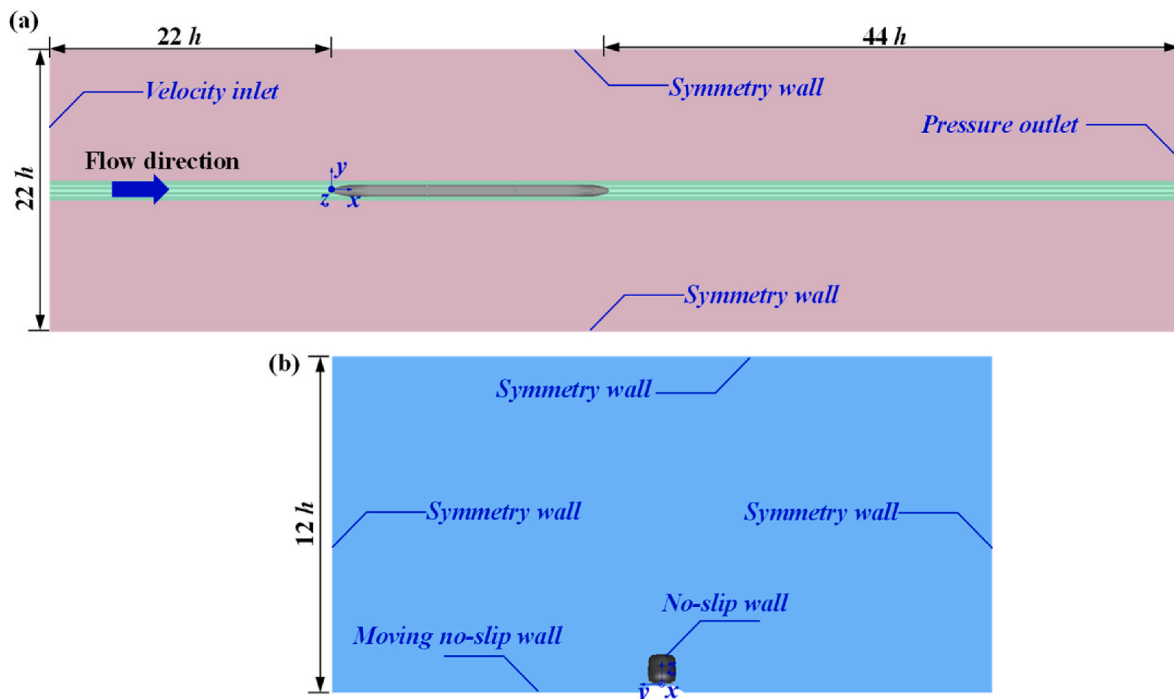 (a)
22 h
44 h
Velocity inlet
Symmetry wall
Pressure outlet
Flow direction
22 h
y
z
x
Symmetry wall
(b)
Symmetry wall
12 h
Symmetry wall
Symmetry wall
No-slip wall
Moving no-slip wall
z
y
x